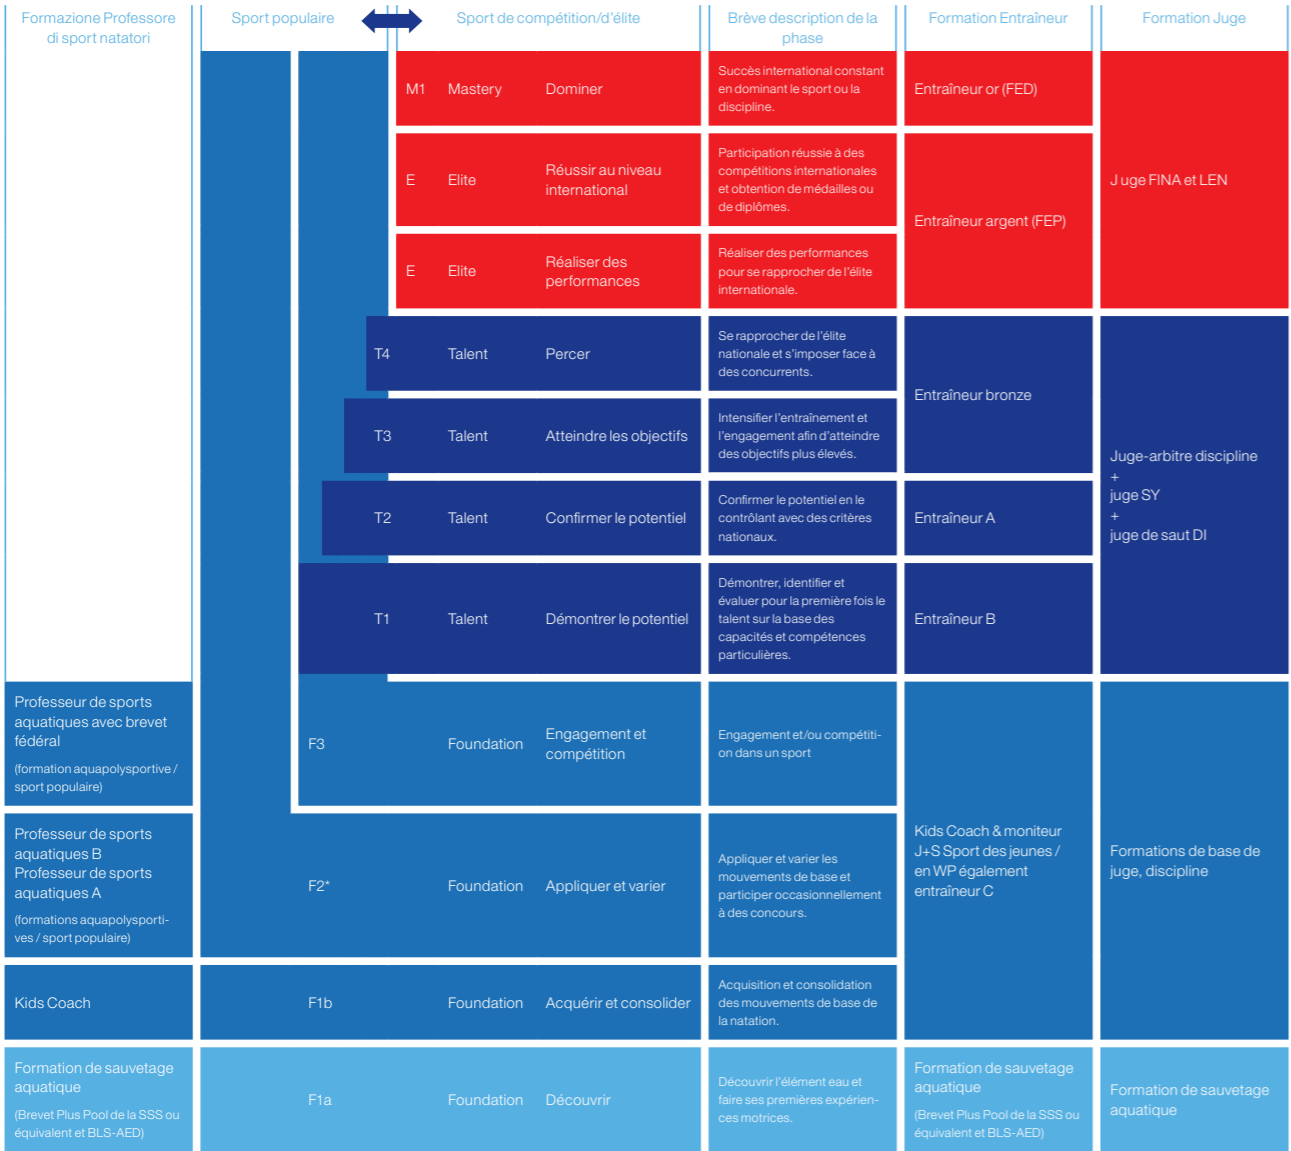 Formazione Professore
di sport natatori
Sport populaire
Sport de compétition/d'élite
Brève description de la
phase
Formation Entraîneur
Formation Juge
M1
Mastery
Dominer
Succès international constant
en dominant le sport ou la
discipline.
Entraîneur or (FED)
E
Elite
Réussir au niveau
international
Participation réussie à des
compétitions internationales
et obtention de médailles ou
de diplômes.
Entraîneur argent (FEP)
J uge FINA et LEN
E
Elite
Réaliser des
performances
Réaliser des performances
pour se rapprocher de l'élite
internationale.
T4
Talent
Percer
Se rapprocher de l'élite
nationale et s'imposer face à
des concurrents.
Entraîneur bronze
T3
Talent
Atteindre les objectifs
Intensifier l'entraînement et
l'engagement afin d'atteindre
des objectifs plus élevés.
Juge-arbitre discipline
+
juge SY
+
juge de saut DI
T2
Talent
Confirmer le potentiel
Confirmer le potentiel en le
contrôlant avec des critères
nationaux.
Entraîneur A
T1
Talent
Démontrer le potentiel
Démontrer, identifier et
évaluer pour la première fois le
talent sur la base des
capacités et compétences
particulières.
Entraîneur B
Professeur de sports
aquatiques avec brevet
fédéral
(formation aquapolysportive /
sport populaire)
F3
Foundation
Engagement et
compétition
Engagement et/ou compétiti-
on dans un sport
Professeur de sports
aquatiques B
Professeur de sports
aquatiques A
(formations aquapolysporti-
ves / sport populaire)
F2*
Foundation
Appliquer et varier
Appliquer et varier les
mouvements de base et
participer occasionnellement
à des concours.
Kids Coach & moniteur
J+S Sport des jeunes /
en WP également
entraîneur C
Formations de base de
juge, discipline
Kids Coach
F1b
Foundation
Acquérir et consolider
Acquisition et consolidation
des mouvements de base de
la natation.
Formation de sauvetage
aquatique
(Brevet Plus Pool de la SSS ou
équivalent et BLS-AED)
F1a
Foundation
Découvrir
Découvrir l'élément eau et
faire ses premières expérien-
ces motrices.
Formation de sauvetage
aquatique
(Brevet Plus Pool de la SSS ou
équivalent et BLS-AED)
Formation de sauvetage
aquatique